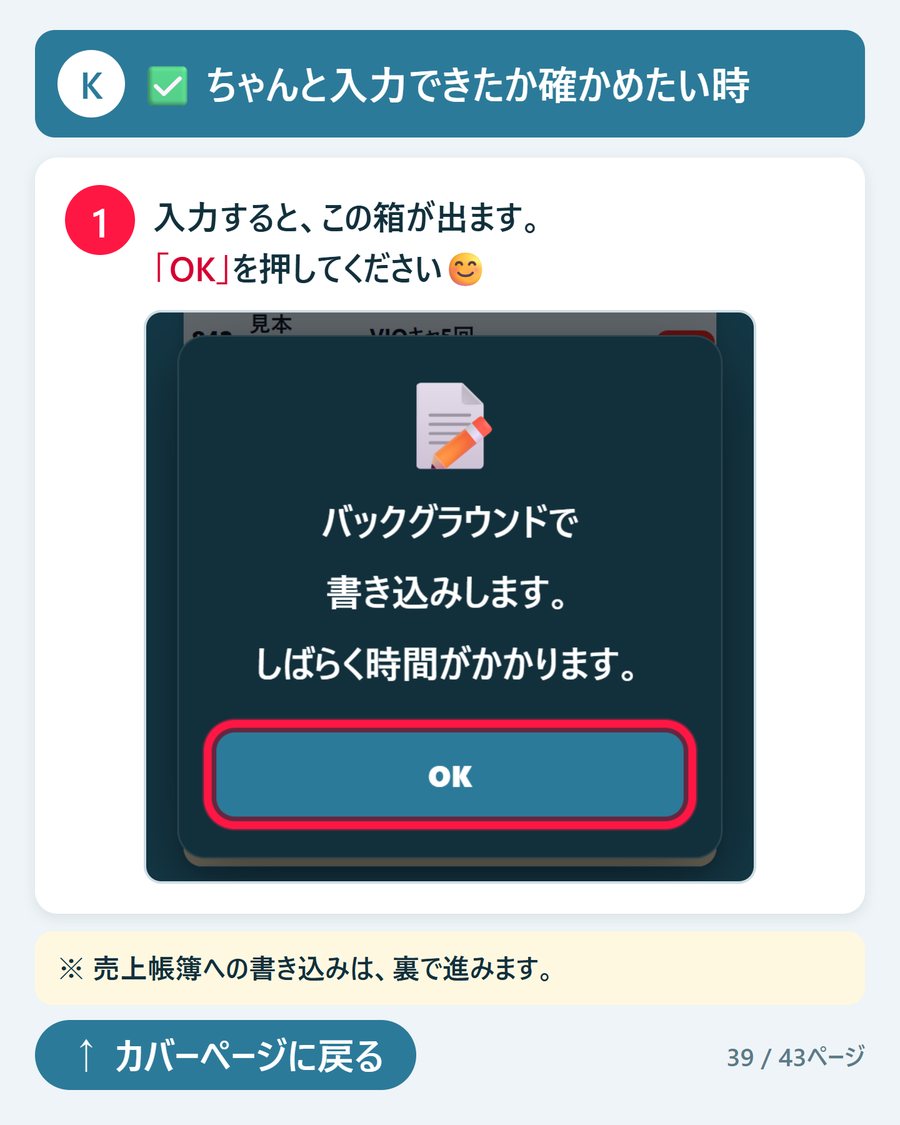 K ✅ ちゃんと入力できたか確かめたい時
1 入力すると、この箱が出ます。
「OK」を押してください😊
見本
バックグラウンドで
書き込みします。
しばらく時間がかかります。
OK
※ 売上帳簿への書き込みは、裏で進みます。
↑ カバーページに戻る
39 / 43ページ